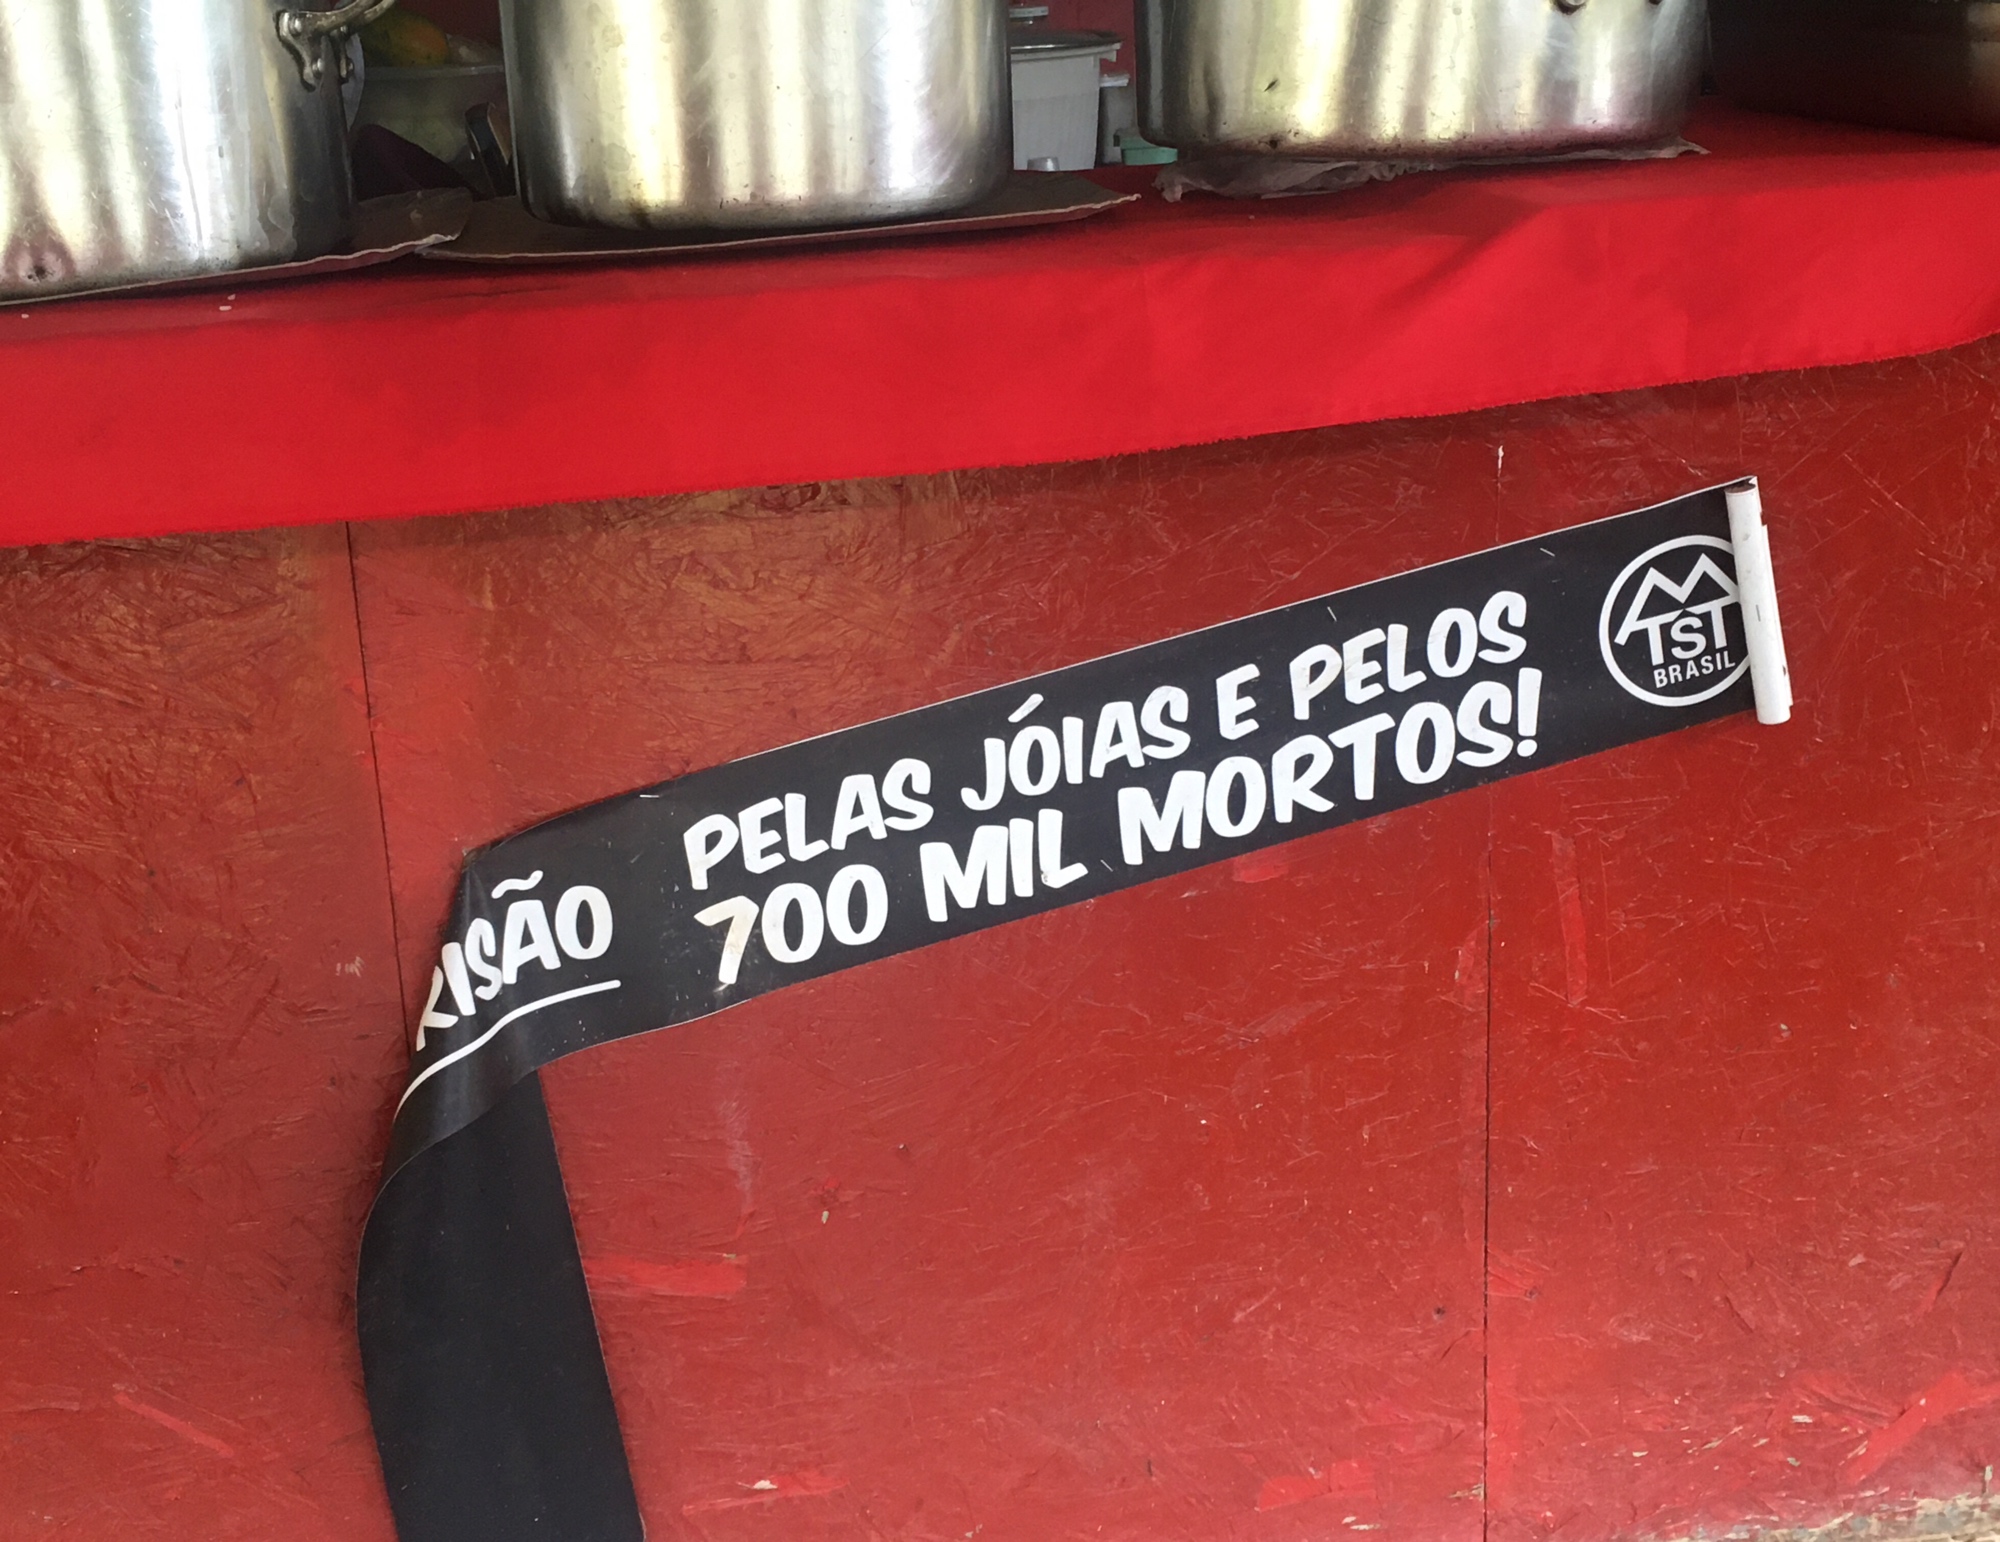 RISÃO
PELAS JÓIAS E PELOS
700 MIL MORTOS!
MTST
BRASIL